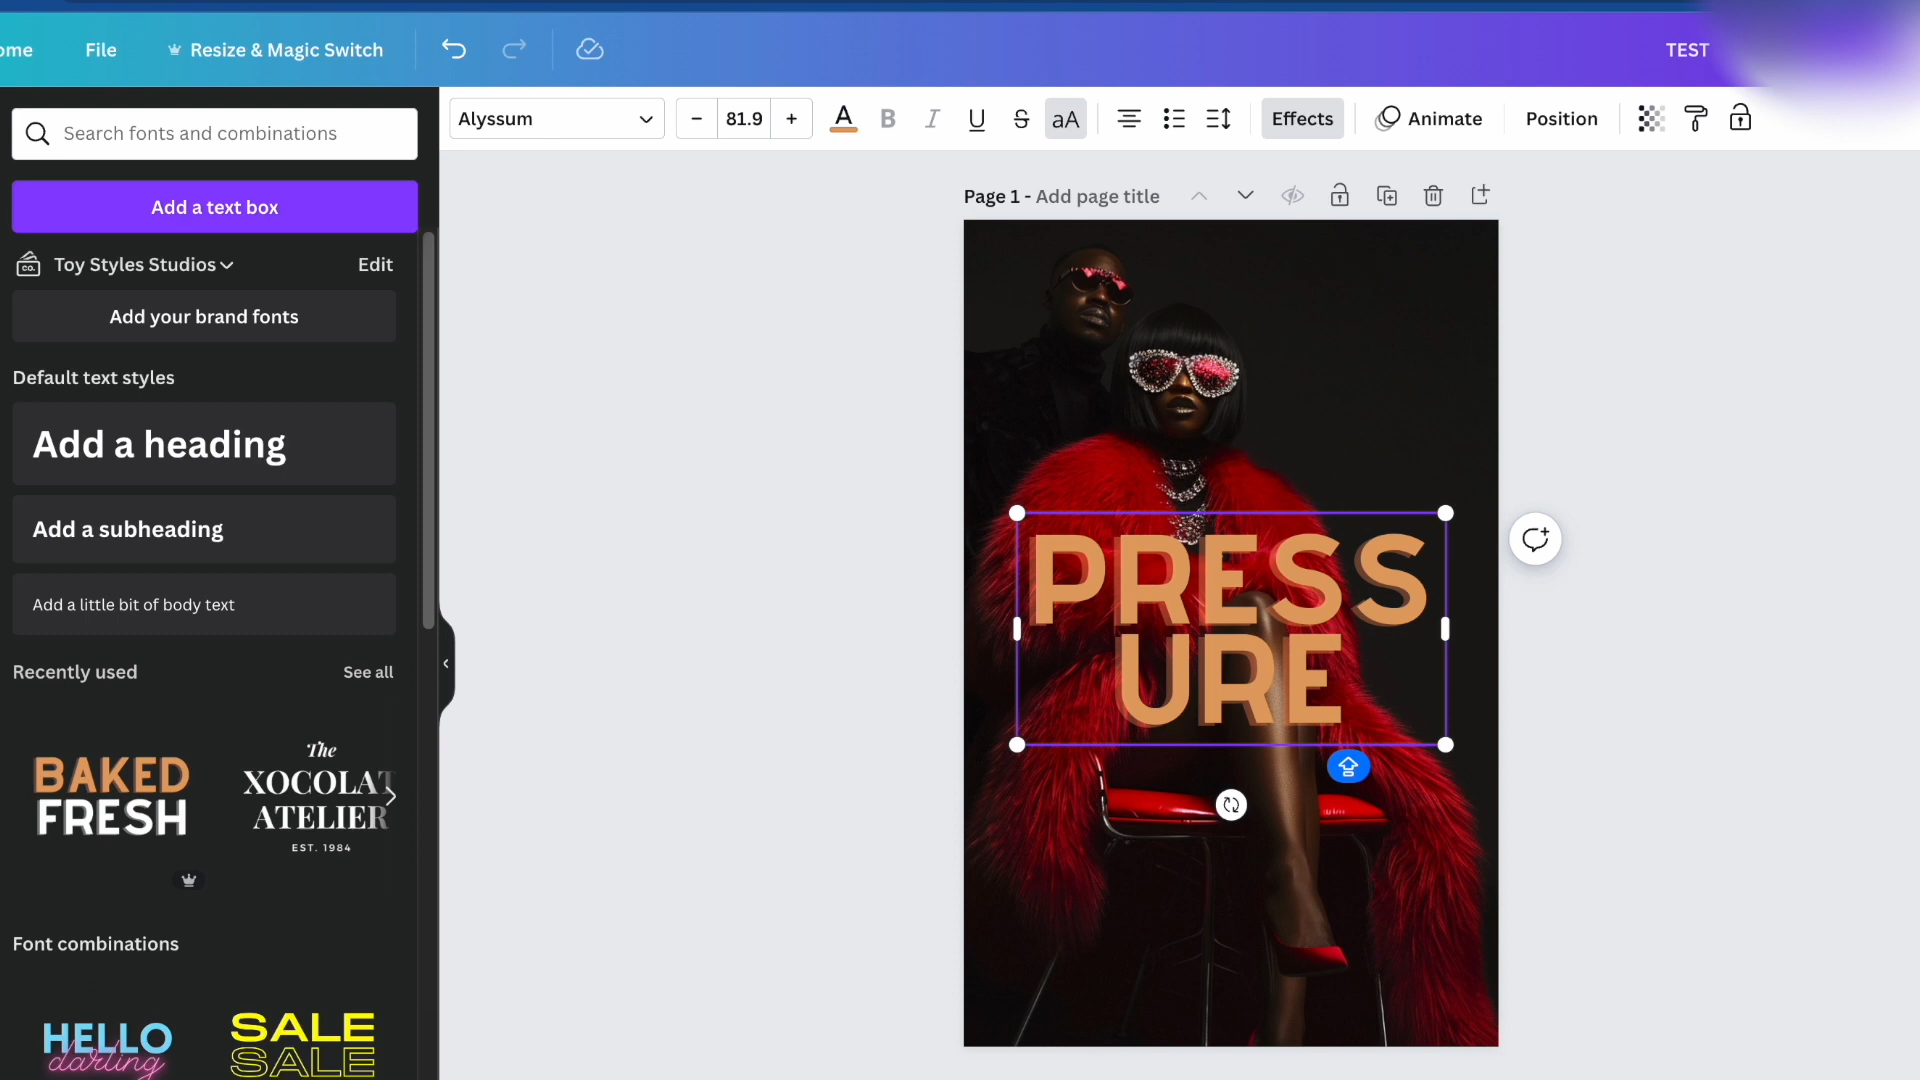 ome File Resize & Magic Switch TEST
Alyssum 81.9 A B I U S aA Effects Animate Position
Search fonts and combinations
Add a text box
Page 1 - Add page title
CO. Toy Styles Studios Edit
Add your brand fonts
Default text styles
Add a heading
Add a subheading
Add a little bit of body text
Recently used See all
BAKED
FRESH
The
XOCOLAT
ATELIER
EST. 1984
Font combinations
HELLO
darling
SALE
SALE
PRESS
URE